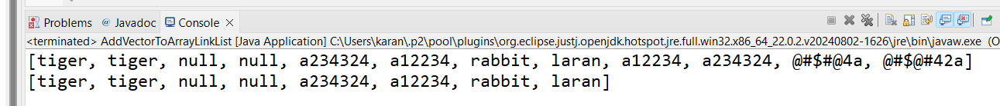 Problems @ Javadoc Console ×
<terminated> AddVectorToArrayLinkList [Java Application] C:\Users\karan\.p2\pool\plugins\org.eclipse.justj.openjdk.hotspot.jre.full.win32.x86_64_22.0.2.v20240802-1626\jre\bin\javaw.exe (O
[tiger, tiger, null, null, a234324, a12234, rabbit, laran, a12234, a234324, @#$#@4a, @#$@#42a]
[tiger, tiger, null, null, a234324, a12234, rabbit, laran]